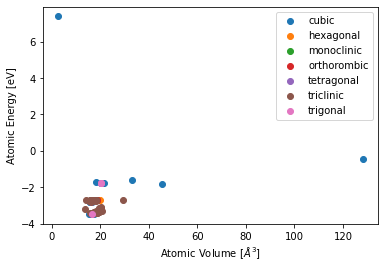 cubic
hexagonal
monoclinic
orthorombic
tetragonal
triclinic
trigonal
Atomic Energy [eV]
6
4
2
0
−2
−4
0
20
40
60
80
100
120
Atomic Volume [Å³]